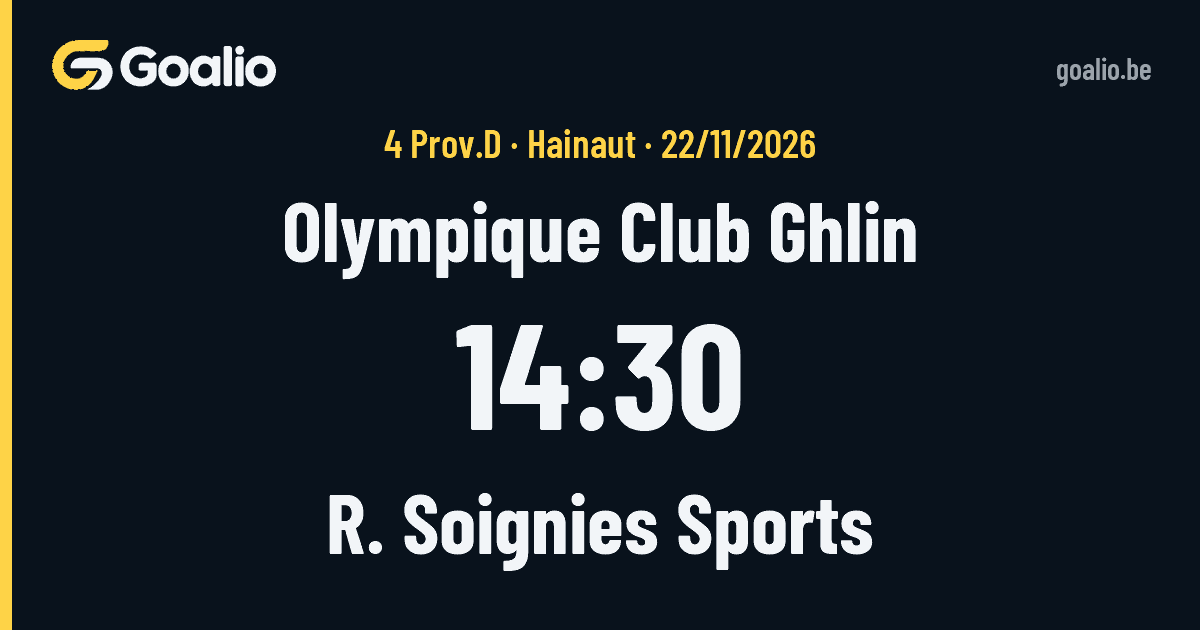 Goalio
goalio.be
4 Prov.D · Hainaut · 22/11/2026
Olympique Club Ghlin
14:30
R. Soignies Sports